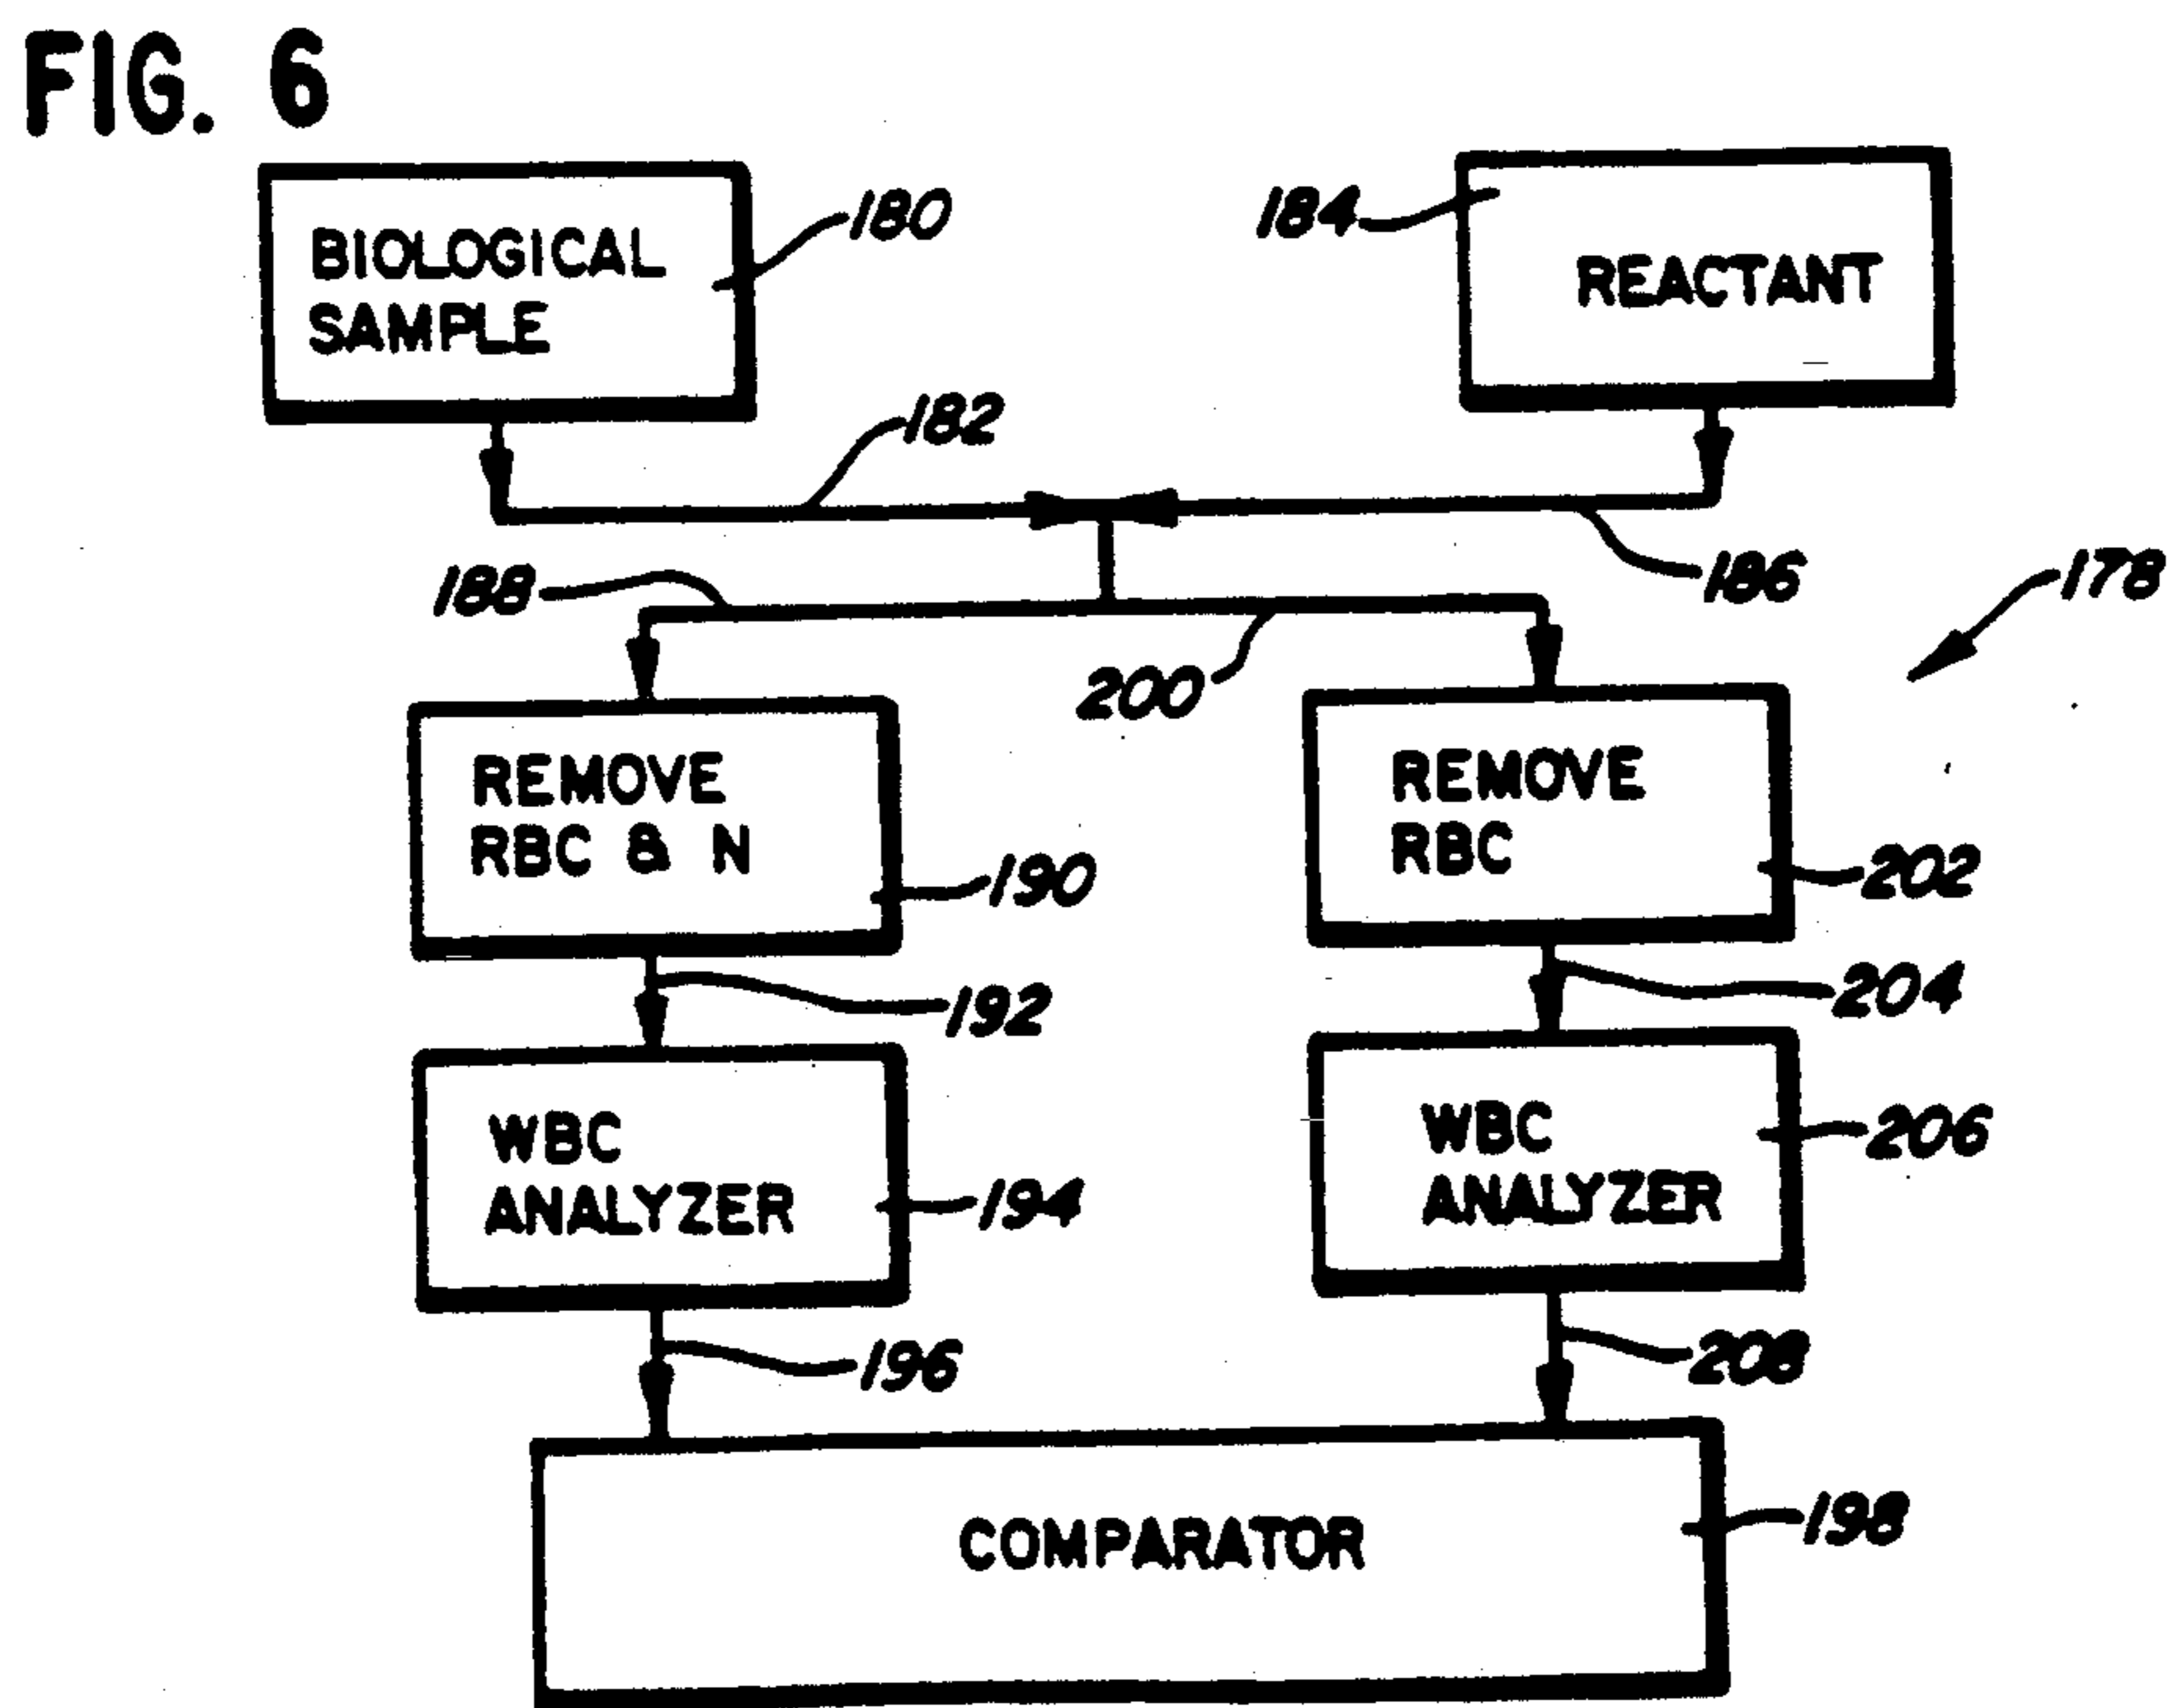 FIG. 6
BIOLOGICAL
SAMPLE
180
184
REACTANT
182
186
188
178
200
REMOVE
RBC & N
190
REMOVE
RBC
202
192
204
WBC
ANALYZER
194
WBC
ANALYZER
206
196
208
COMPARATOR
198